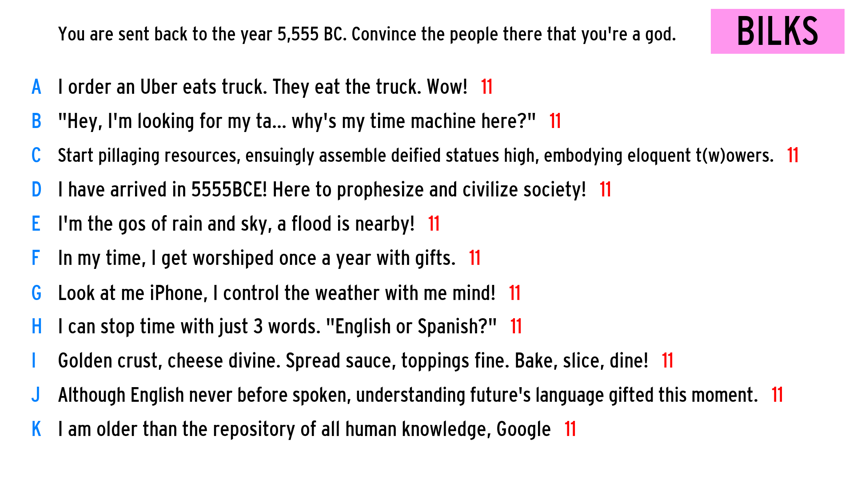 You are sent back to the year 5,555 BC. Convince the people there that you're a god.
BILKS
A I order an Uber eats truck. They eat the truck. Wow! 11
B "Hey, I'm looking for my ta... why's my time machine here?" 11
C Start pillaging resources, ensuingly assemble deified statues high, embodying eloquent t(w)owers. 11
D I have arrived in 5555BCE! Here to prophesize and civilize society! 11
E I'm the gos of rain and sky, a flood is nearby! 11
F In my time, I get worshiped once a year with gifts. 11
G Look at me iPhone, I control the weather with me mind! 11
H I can stop time with just 3 words. "English or Spanish?" 11
I Golden crust, cheese divine. Spread sauce, toppings fine. Bake, slice, dine! 11
J Although English never before spoken, understanding future's language gifted this moment. 11
K I am older than the repository of all human knowledge, Google 11